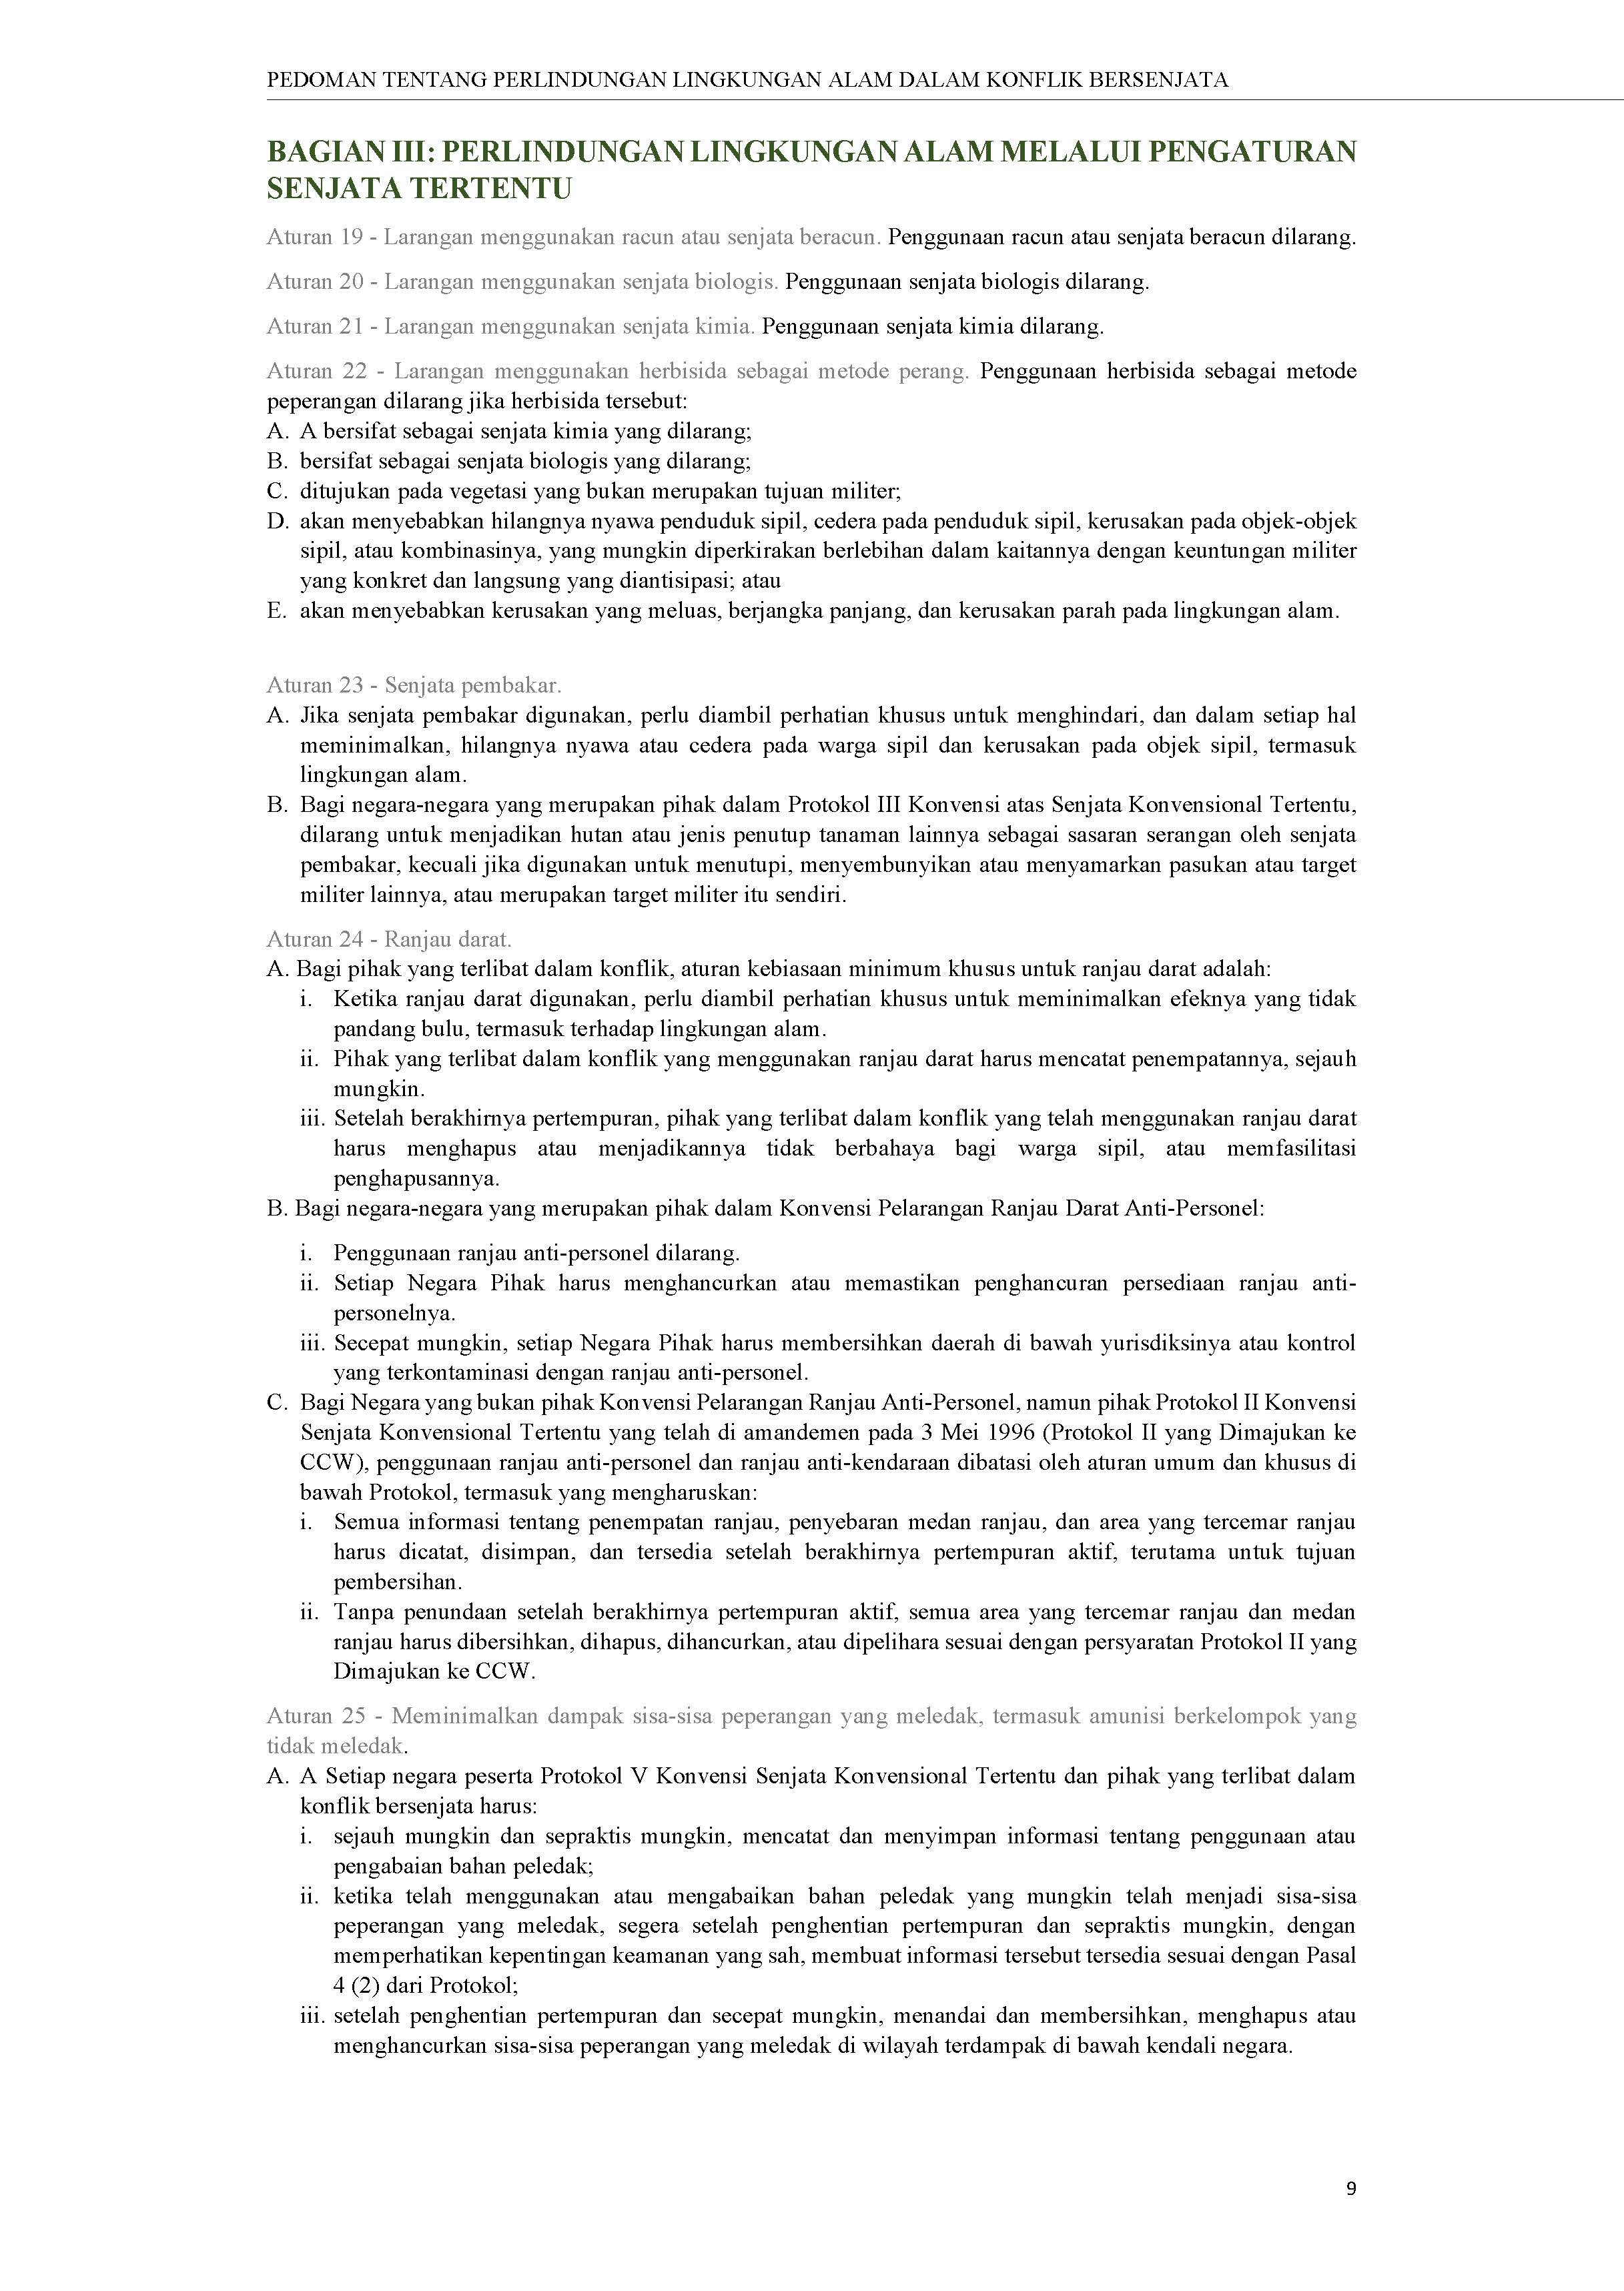 PEDOMAN TENTANG PERLINDUNGAN LINGKUNGAN ALAM DALAM KONFLIK BERSENJATA
BAGIAN III: PERLINDUNGAN LINGKUNGAN ALAM MELALUI PENGATURAN
SENJATA TERTENTU
Aturan 19 - Larangan menggunakan racun atau senjata beracun. Penggunaan racun atau senjata beracun dilarang.
Aturan 20 - Larangan menggunakan senjata biologis. Penggunaan senjata biologis dilarang.
Aturan 21 - Larangan menggunakan senjata kimia. Penggunaan senjata kimia dilarang.
Aturan 22 - Larangan menggunakan herbisida sebagai metode perang. Penggunaan herbisida sebagai metode
peperangan dilarang jika herbisida tersebut:
A. A bersifat sebagai senjata kimia yang dilarang;
B. bersifat sebagai senjata biologis yang dilarang;
C. ditujukan pada vegetasi yang bukan merupakan tujuan militer;
D. akan menyebabkan hilangnya nyawa penduduk sipil, cedera pada penduduk sipil, kerusakan pada objek-objek
sipil, atau kombinasinya, yang mungkin diperkirakan berlebihan dalam kaitannya dengan keuntungan militer
yang konkret dan langsung yang diantisipasi; atau
E. akan menyebabkan kerusakan yang meluas, berjangka panjang, dan kerusakan parah pada lingkungan alam.
Aturan 23 - Senjata pembakar.
A. Jika senjata pembakar digunakan, perlu diambil perhatian khusus untuk menghindari, dan dalam setiap hal
meminimalkan, hilangnya nyawa atau cedera pada warga sipil dan kerusakan pada objek sipil, termasuk
lingkungan alam.
B. Bagi negara-negara yang merupakan pihak dalam Protokol III Konvensi atas Senjata Konvensional Tertentu,
dilarang untuk menjadikan hutan atau jenis penutup tanaman lainnya sebagai sasaran serangan oleh senjata
pembakar, kecuali jika digunakan untuk menutupi, menyembunyikan atau menyamarkan pasukan atau target
militer lainnya, atau merupakan target militer itu sendiri.
Aturan 24 - Ranjau darat.
A. Bagi pihak yang terlibat dalam konflik, aturan kebiasaan minimum khusus untuk ranjau darat adalah:
i. Ketika ranjau darat digunakan, perlu diambil perhatian khusus untuk meminimalkan efeknya yang tidak
pandang bulu, termasuk terhadap lingkungan alam.
ii. Pihak yang terlibat dalam konflik yang menggunakan ranjau darat harus mencatat penempatannya, sejauh
mungkin.
iii. Setelah berakhirnya pertempuran, pihak yang terlibat dalam konflik yang telah menggunakan ranjau darat
harus menghapus atau menjadikannya tidak berbahaya bagi warga sipil, atau memfasilitasi
penghapusannya.
B. Bagi negara-negara yang merupakan pihak dalam Konvensi Pelarangan Ranjau Darat Anti-Personel:
i. Penggunaan ranjau anti-personel dilarang.
ii. Setiap Negara Pihak harus menghancurkan atau memastikan penghancuran persediaan ranjau anti-
personelnya.
iii. Secepat mungkin, setiap Negara Pihak harus membersihkan daerah di bawah yurisdiksinya atau kontrol
yang terkontaminasi dengan ranjau anti-personel.
C. Bagi Negara yang bukan pihak Konvensi Pelarangan Ranjau Anti-Personel, namun pihak Protokol II Konvensi
Senjata Konvensional Tertentu yang telah di amandemen pada 3 Mei 1996 (Protokol II yang Dimajukan ke
CCW), penggunaan ranjau anti-personel dan ranjau anti-kendaraan dibatasi oleh aturan umum dan khusus di
bawah Protokol, termasuk yang mengharuskan:
i. Semua informasi tentang penempatan ranjau, penyebaran medan ranjau, dan area yang tercemar ranjau
harus dicatat, disimpan, dan tersedia setelah berakhirnya pertempuran aktif, terutama untuk tujuan
pembersihan.
ii. Tanpa penundaan setelah berakhirnya pertempuran aktif, semua area yang tercemar ranjau dan medan
ranjau harus dibersihkan, dihapus, dihancurkan, atau dipelihara sesuai dengan persyaratan Protokol II yang
Dimajukan ke CCW.
Aturan 25 - Meminimalkan dampak sisa-sisa peperangan yang meledak, termasuk amunisi berkelompok yang
tidak meledak.
A. A Setiap negara peserta Protokol V Konvensi Senjata Konvensional Tertentu dan pihak yang terlibat dalam
konflik bersenjata harus:
i. sejauh mungkin dan sepraktis mungkin, mencatat dan menyimpan informasi tentang penggunaan atau
pengabaian bahan peledak;
ii. ketika telah menggunakan atau mengabaikan bahan peledak yang mungkin telah menjadi sisa-sisa
peperangan yang meledak, segera setelah penghentian pertempuran dan sepraktis mungkin, dengan
memperhatikan kepentingan keamanan yang sah, membuat informasi tersebut tersedia sesuai dengan Pasal
4 (2) dari Protokol;
iii. setelah penghentian pertempuran dan secepat mungkin, menandai dan membersihkan, menghapus atau
menghancurkan sisa-sisa peperangan yang meledak di wilayah terdampak di bawah kendali negara.
9